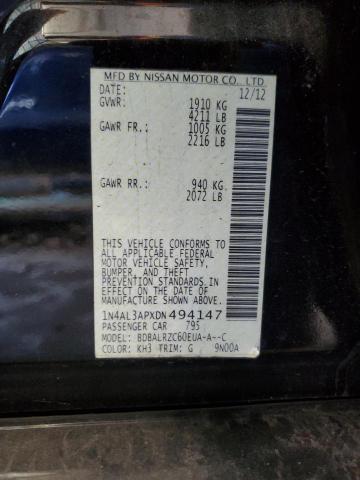 MFD BY NISSAN MOTOR CO., LTD
DATE: 12/12
GVWR: 1910 KG
4211 LB
GAWR FR.: 1005 KG
2216 LB
GAWR RR.: 940 KG
2072 LB
THIS VEHICLE CONFORMS TO
ALL APPLICABLE FEDERAL
MOTOR VEHICLE SAFETY,
BUMPER, AND THEFT
PREVENTION STANDARDS
IN EFFECT ON THE DATE OF
MANUFACTURE SHOWN ABOVE.
1N4AL3APXDN494147
PASSENGER CAR 795
MODEL: BDBALRZC60EUA-A--C
COLOR: KH3 TRIM: G 9N00A